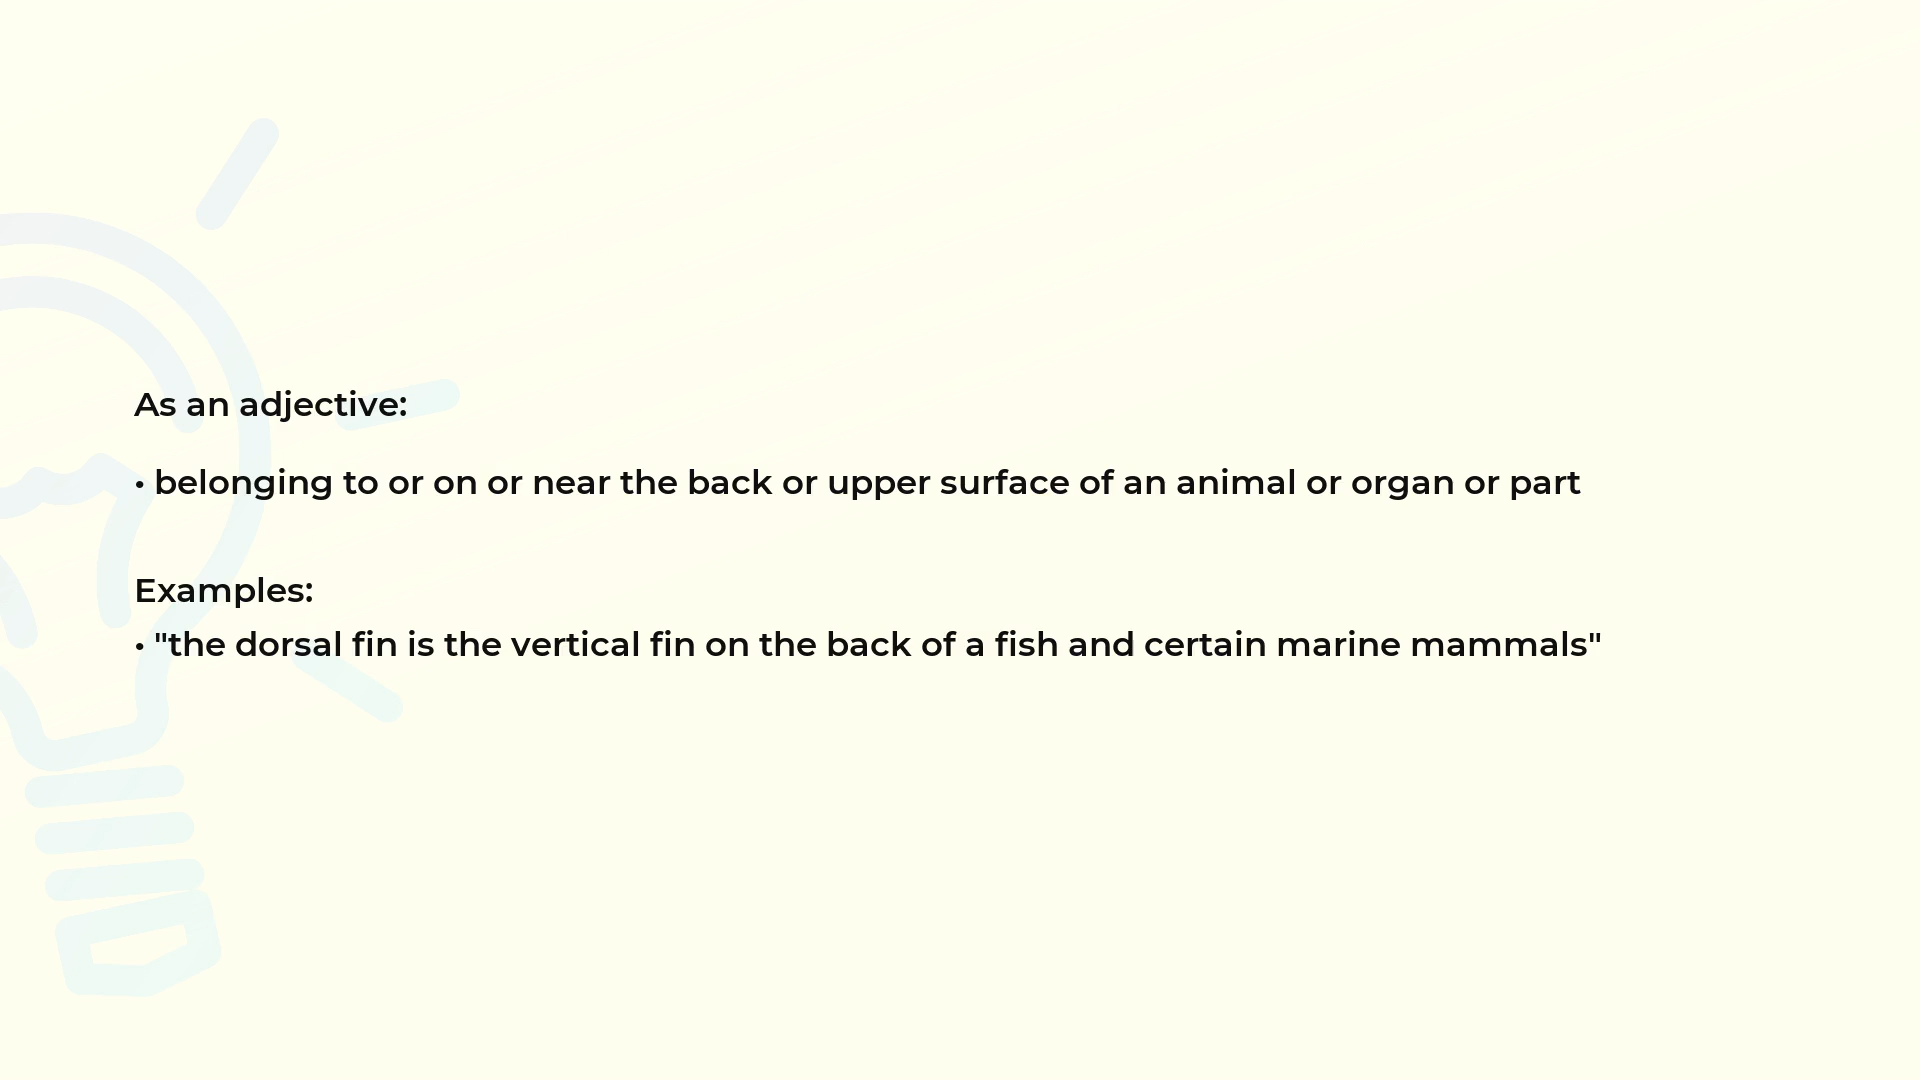 As an adjective:
• belonging to or on or near the back or upper surface of an animal or organ or part
Examples:
• "the dorsal fin is the vertical fin on the back of a fish and certain marine mammals"